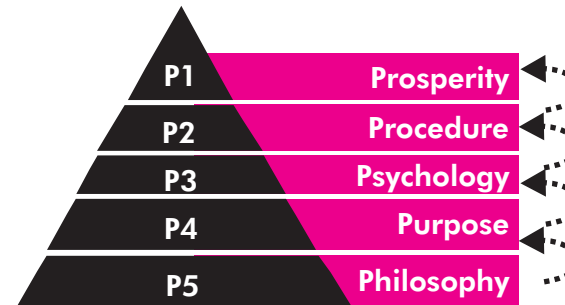 P1 Prosperity
P2 Procedure
P3 Psychology
P4 Purpose
P5 Philosophy